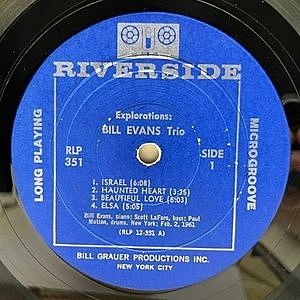 RIVERSIDE
LONG PLAYING
MICROGROOVE
Explorations:
BILL EVANS Trio
RLP
351
SIDE
1
1. ISRAEL (6:08)
2. HAUNTED HEART (3:25)
3. BEAUTIFUL LOVE (5:03)
4. ELSA (5:05)
Bill Evans, piano; Scott LaFaro, bass; Paul
Motian, drums. New York; Feb. 2, 1961
(RLP 12-351 A)
BILL GRAUER PRODUCTIONS INC.
NEW YORK CITY